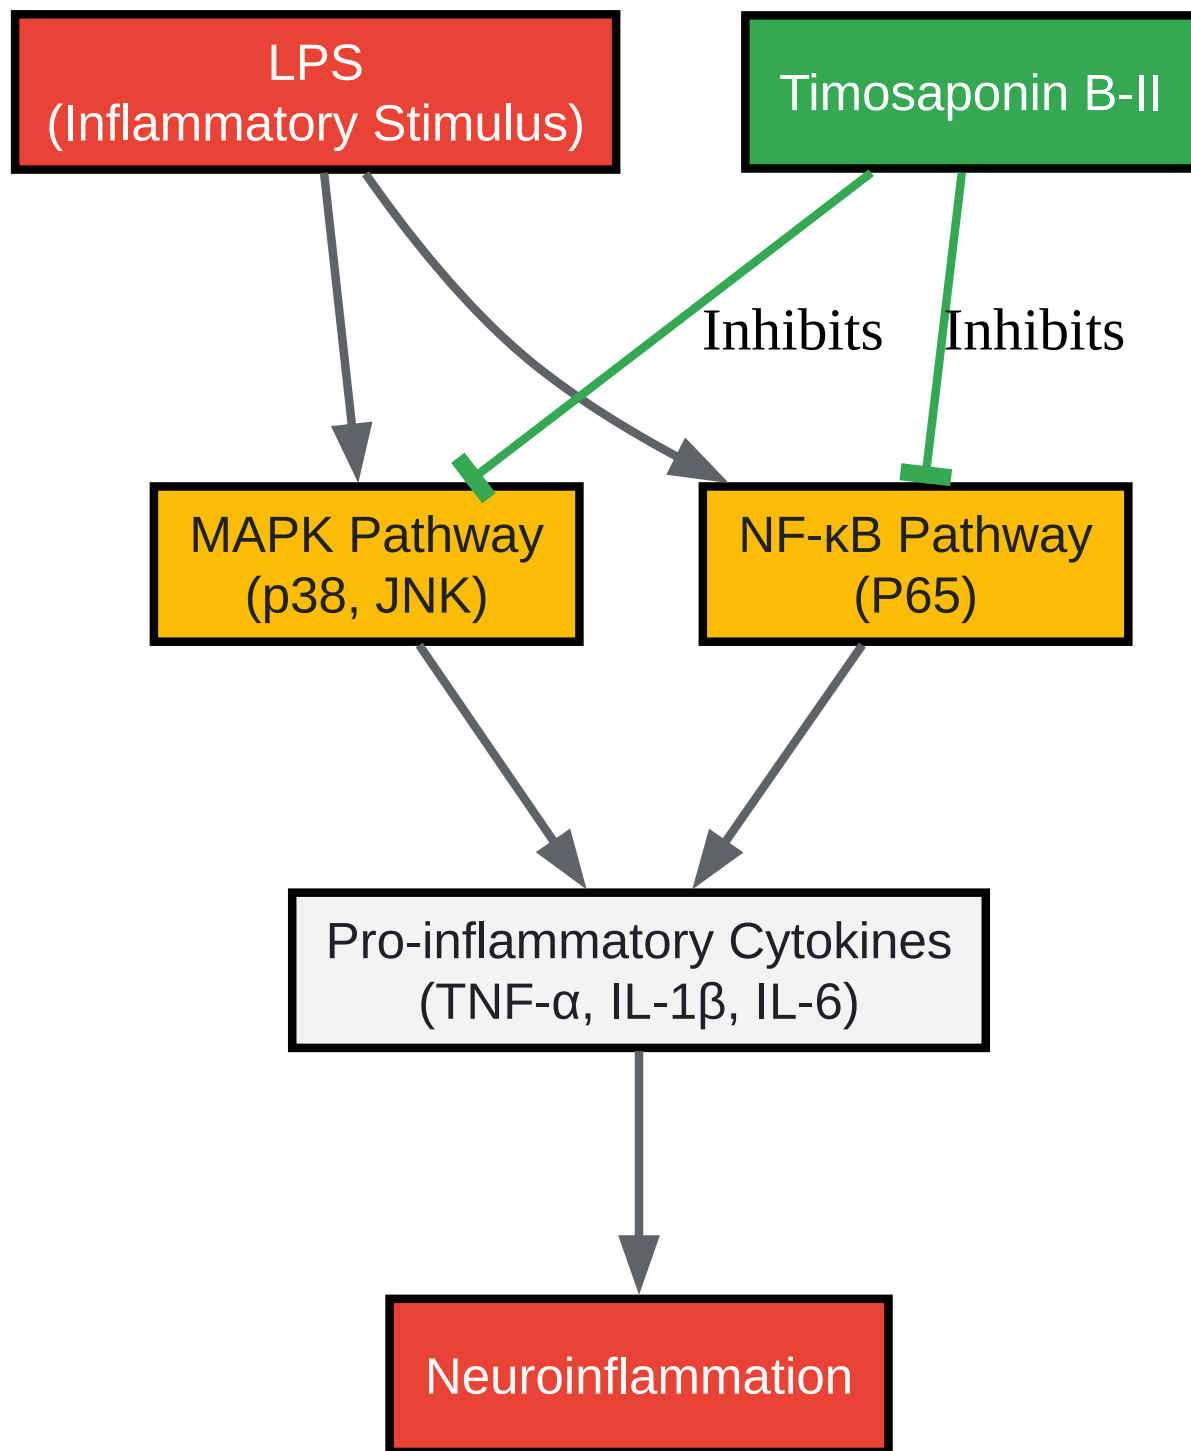 LPS
(Inflammatory Stimulus)
Timosaponin B-II
Inhibits
Inhibits
MAPK Pathway
(p38, JNK)
NF-κB Pathway
(P65)
Pro-inflammatory Cytokines
(TNF-α, IL-1β, IL-6)
Neuroinflammation